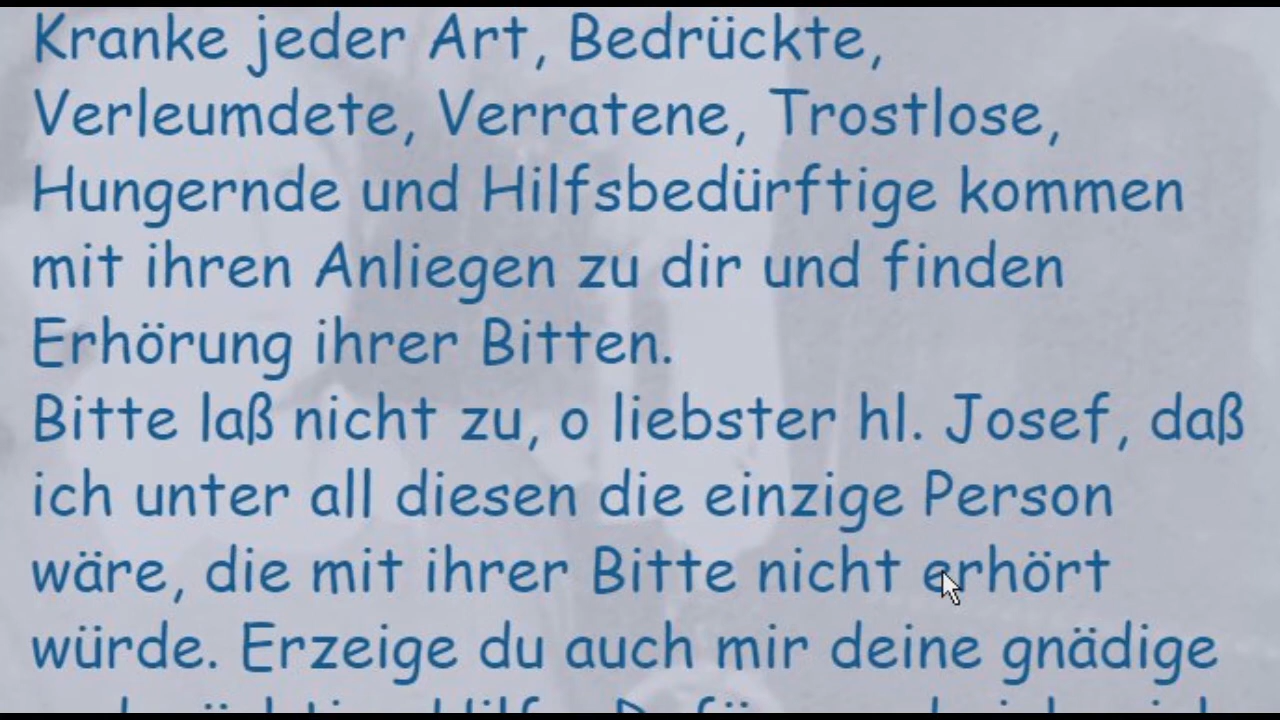 Kranke jeder Art, Bedrückte,
Verleumdete, Verratene, Trostlose,
Hungernde und Hilfsbedürftige kommen
mit ihren Anliegen zu dir und finden
Erhörung ihrer Bitten.
Bitte laß nicht zu, o liebster hl. Josef, daß
ich unter all diesen die einzige Person
wäre, die mit ihrer Bitte nicht erhört
würde. Erzeige du auch mir deine gnädige